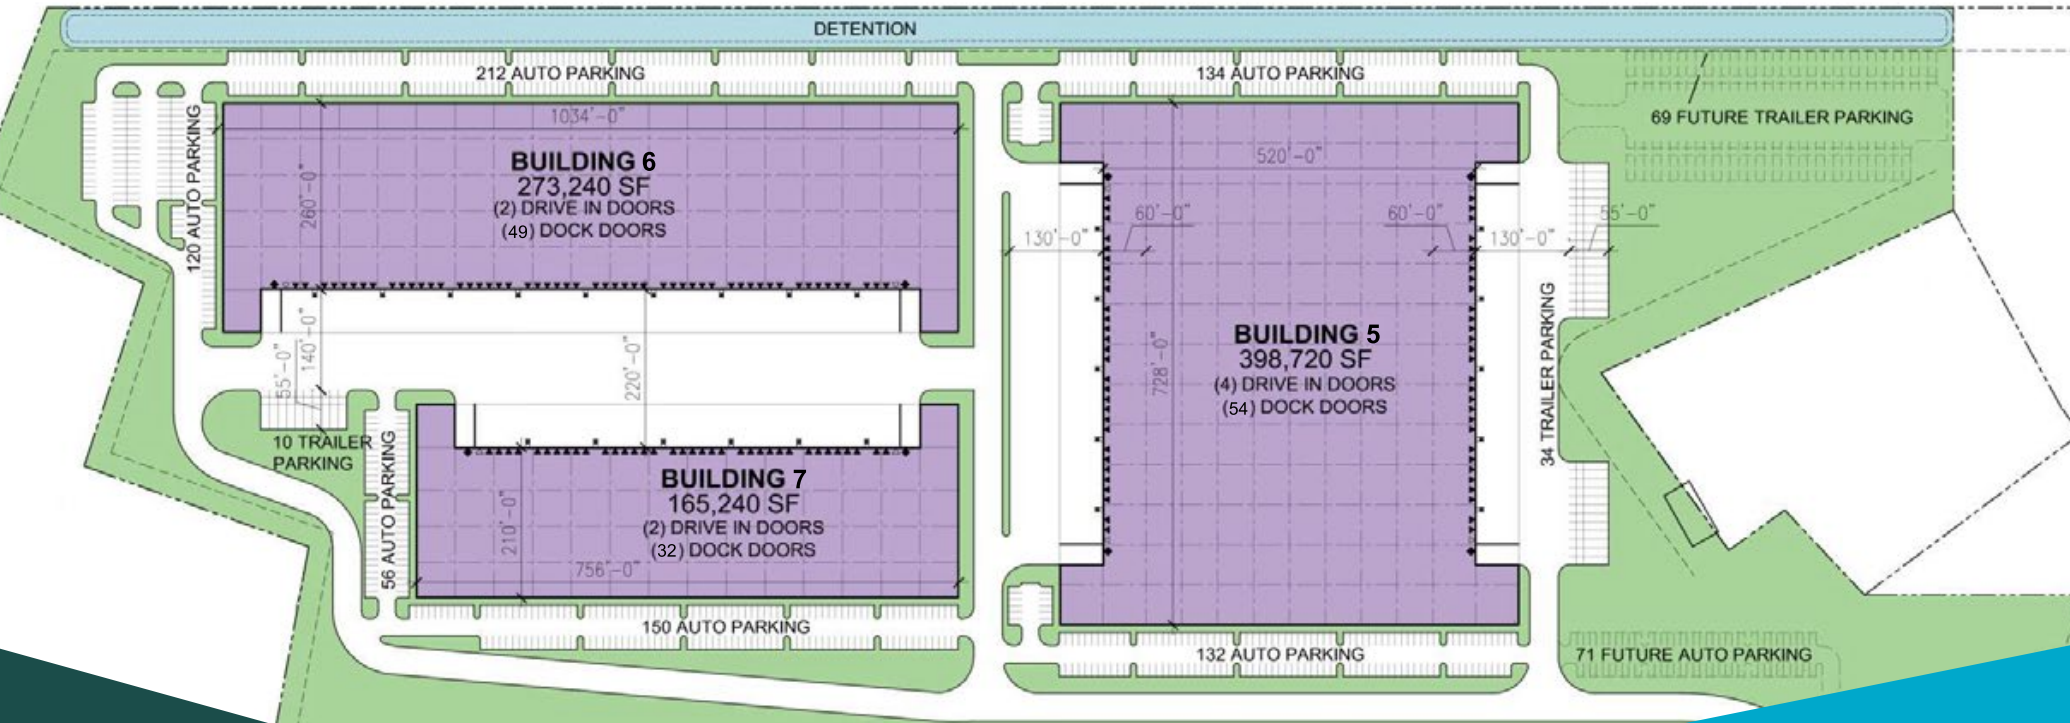 DETENTION
212 AUTO PARKING
134 AUTO PARKING
69 FUTURE TRAILER PARKING
120 AUTO PARKING
1034'-0"
BUILDING 6
273,240 SF
(2) DRIVE IN DOORS
(49) DOCK DOORS
260'-0"
520'-0"
60'-0"
60'-0"
55'-0"
130'-0"
130'-0"
BUILDING 5
398,720 SF
(4) DRIVE IN DOORS
(54) DOCK DOORS
728'-0"
34 TRAILER PARKING
55'-0"
140'-0"
220'-0"
10 TRAILER
PARKING
56 AUTO PARKING
BUILDING 7
165,240 SF
(2) DRIVE IN DOORS
(32) DOCK DOORS
210'-0"
756'-0"
150 AUTO PARKING
132 AUTO PARKING
71 FUTURE AUTO PARKING